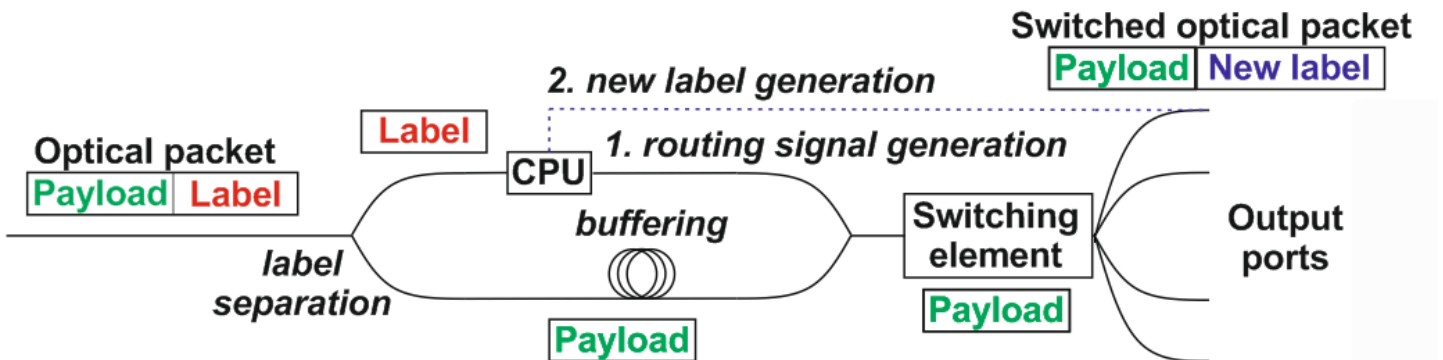 Switched optical packet
Payload New label
2. new label generation
Label
1. routing signal generation
Optical packet
CPU
Payload Label
buffering
Switching
element
Output
ports
label
separation
Payload
Payload